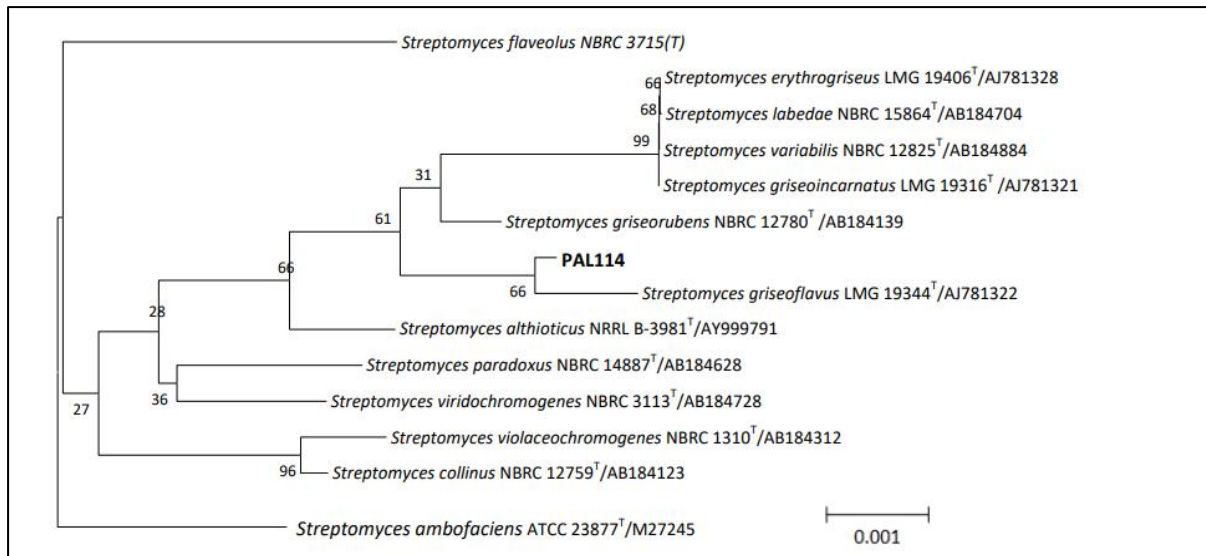 Streptomyces flaveolus NBRC 3715(T)
66 Streptomyces erythrogriseus LMG 19406ᵀ/AJ781328
68 Streptomyces labedae NBRC 15864ᵀ/AB184704
99 Streptomyces variabilis NBRC 12825ᵀ/AB184884
31 Streptomyces griseoincarnatus LMG 19316ᵀ /AJ781321
61 Streptomyces griseorubens NBRC 12780ᵀ /AB184139
66 PAL114
66 Streptomyces griseoflavus LMG 19344ᵀ/AJ781322
28 Streptomyces althioticus NRRL B-3981ᵀ/AY999791
Streptomyces paradoxus NBRC 14887ᵀ/AB184628
27 36 Streptomyces viridochromogenes NBRC 3113ᵀ/AB184728
Streptomyces violaceochromogenes NBRC 1310ᵀ/AB184312
96 Streptomyces collinus NBRC 12759ᵀ/AB184123
Streptomyces ambofaciens ATCC 23877ᵀ/M27245
0.001